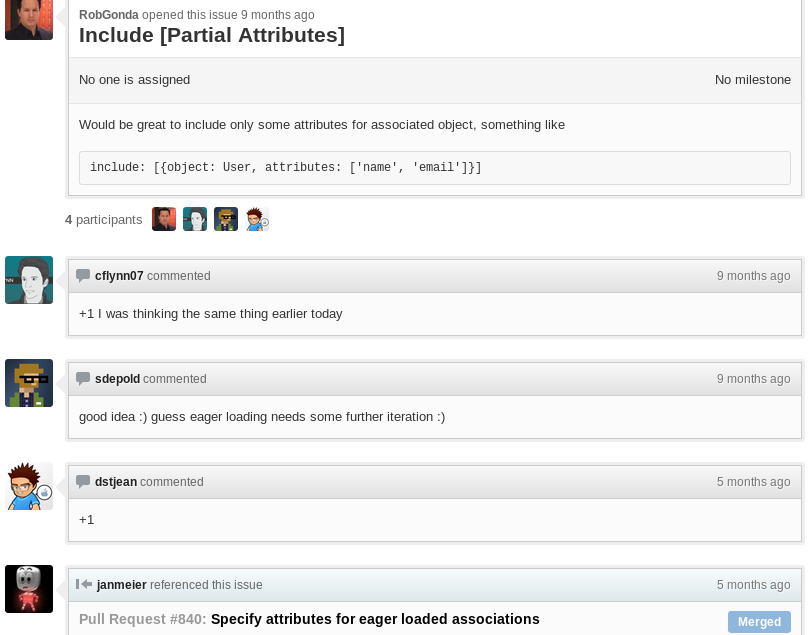 RobGonda opened this issue 9 months ago
Include [Partial Attributes]
No one is assigned No milestone
Would be great to include only some attributes for associated object, something like
include: [{object: User, attributes: ['name', 'email']}]
4 participants
cflynn07 commented 9 months ago
+1 I was thinking the same thing earlier today
sdepold commented 9 months ago
good idea :) guess eager loading needs some further iteration :)
dstjean commented 5 months ago
+1
janmeier referenced this issue 5 months ago
Pull Request #840: Specify attributes for eager loaded associations Merged